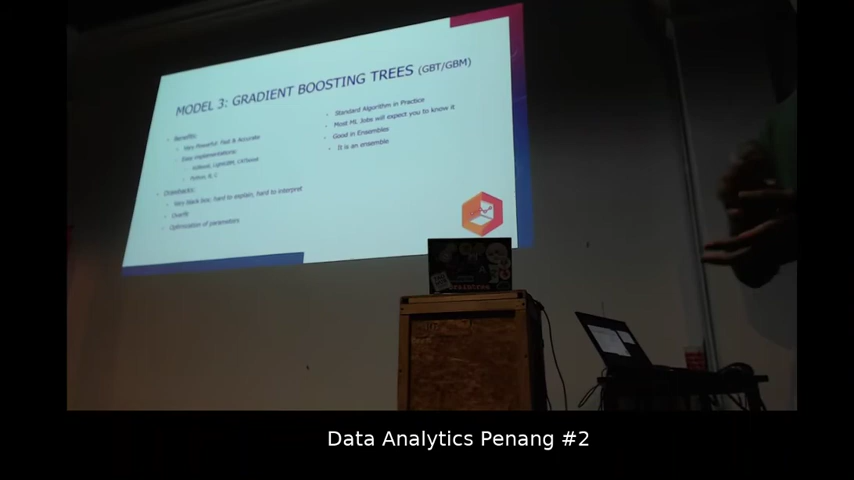 MODEL 3: GRADIENT BOOSTING TREES (GBT/GBM)
Benefits:
Very Powerful: Fast & Accurate
Easy Implementations:
XGBoost, LightGBM, CATboost
Python, R, C
Drawbacks:
Very black box, hard to explain, hard to interpret
Overfit
Optimization of parameters
Standard Algorithm in Practice
Most ML Jobs will expect you to know it
Good in Ensembles
It is an ensemble
Data Analytics Penang #2